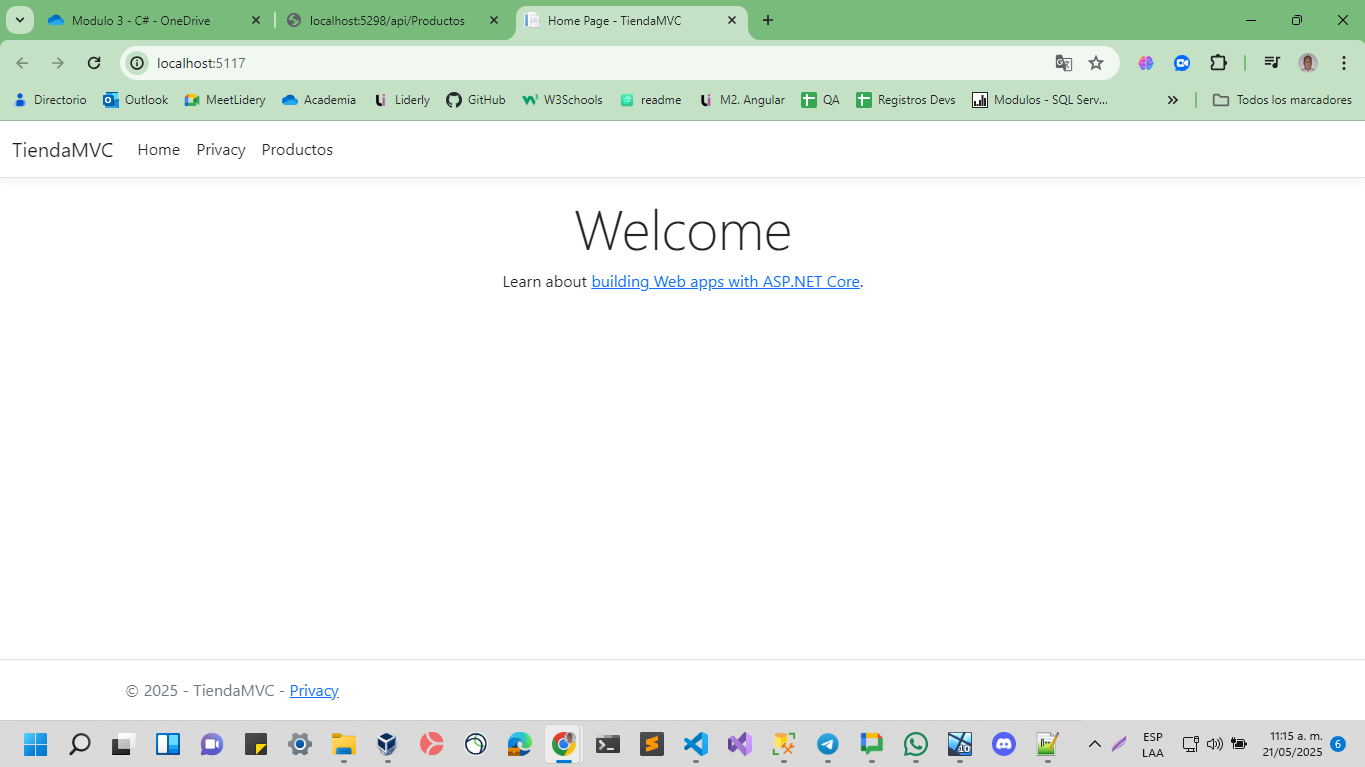 Modulo 3 - C# - OneDrive
localhost:5298/api/Productos
Home Page - TiendaMVC
localhost:5117
Directorio
Outlook
MeetLidery
Academia
Liderly
GitHub
W3Schools
readme
M2. Angular
QA
Registros Devs
Modulos - SQL Serv...
Todos los marcadores
TiendaMVC
Home
Privacy
Productos
Welcome
Learn about building Web apps with ASP.NET Core.
© 2025 - TiendaMVC - Privacy
10
ESP
LAA
11:15 a. m.
21/05/2025
6